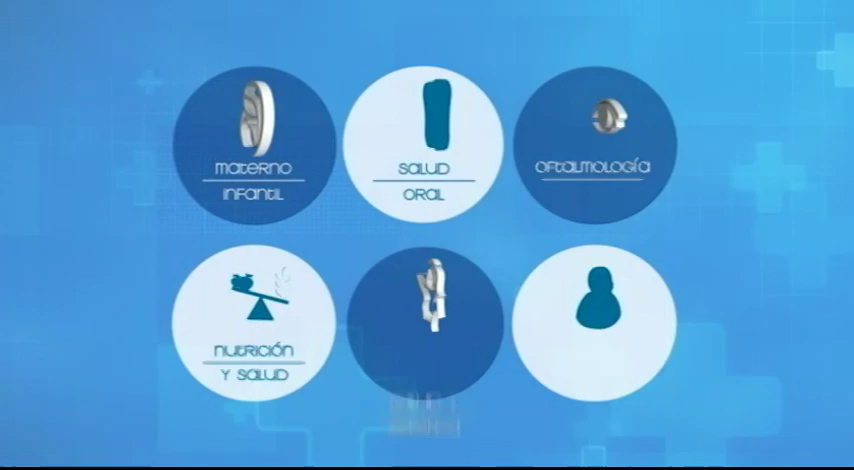 materno
infantil
salud
oral
oftalmología
nutrición
y salud